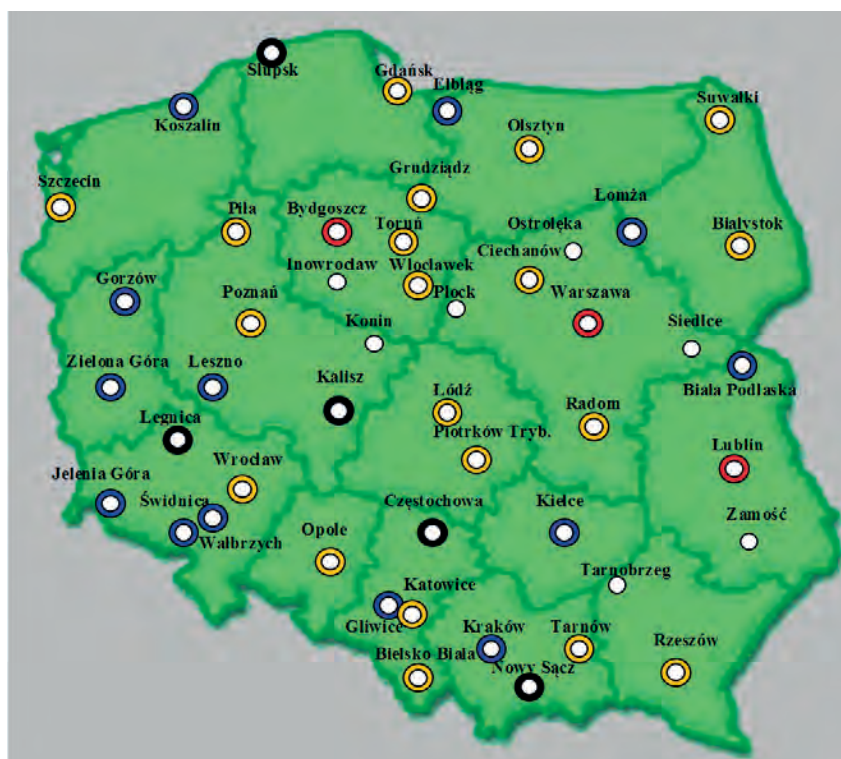 Słupsk
Gdańsk
Elbląg
Suwałki
Koszalin
Olsztyn
Grudziądz
Szczecin
Łomża
Piła
Bydgoszcz
Toruń
Ostrołęka
Białystok
Ciechanów
Inowrocław
Włocławek
Gorzów
Poznań
Płock
Warszawa
Konin
Siedlce
Zielona Góra
Leszno
Kalisz
Łódź
Biała Podlaska
Legnica
Radom
Piotrków Tryb.
Lublin
Wrocław
Jelenia Góra
Świdnica
Częstochowa
Kielce
Opole
Wałbrzych
Zamość
Tarnobrzeg
Katowice
Gliwice
Kraków
Tarnów
Rzeszów
Bielsko Biała
Nowy Sącz